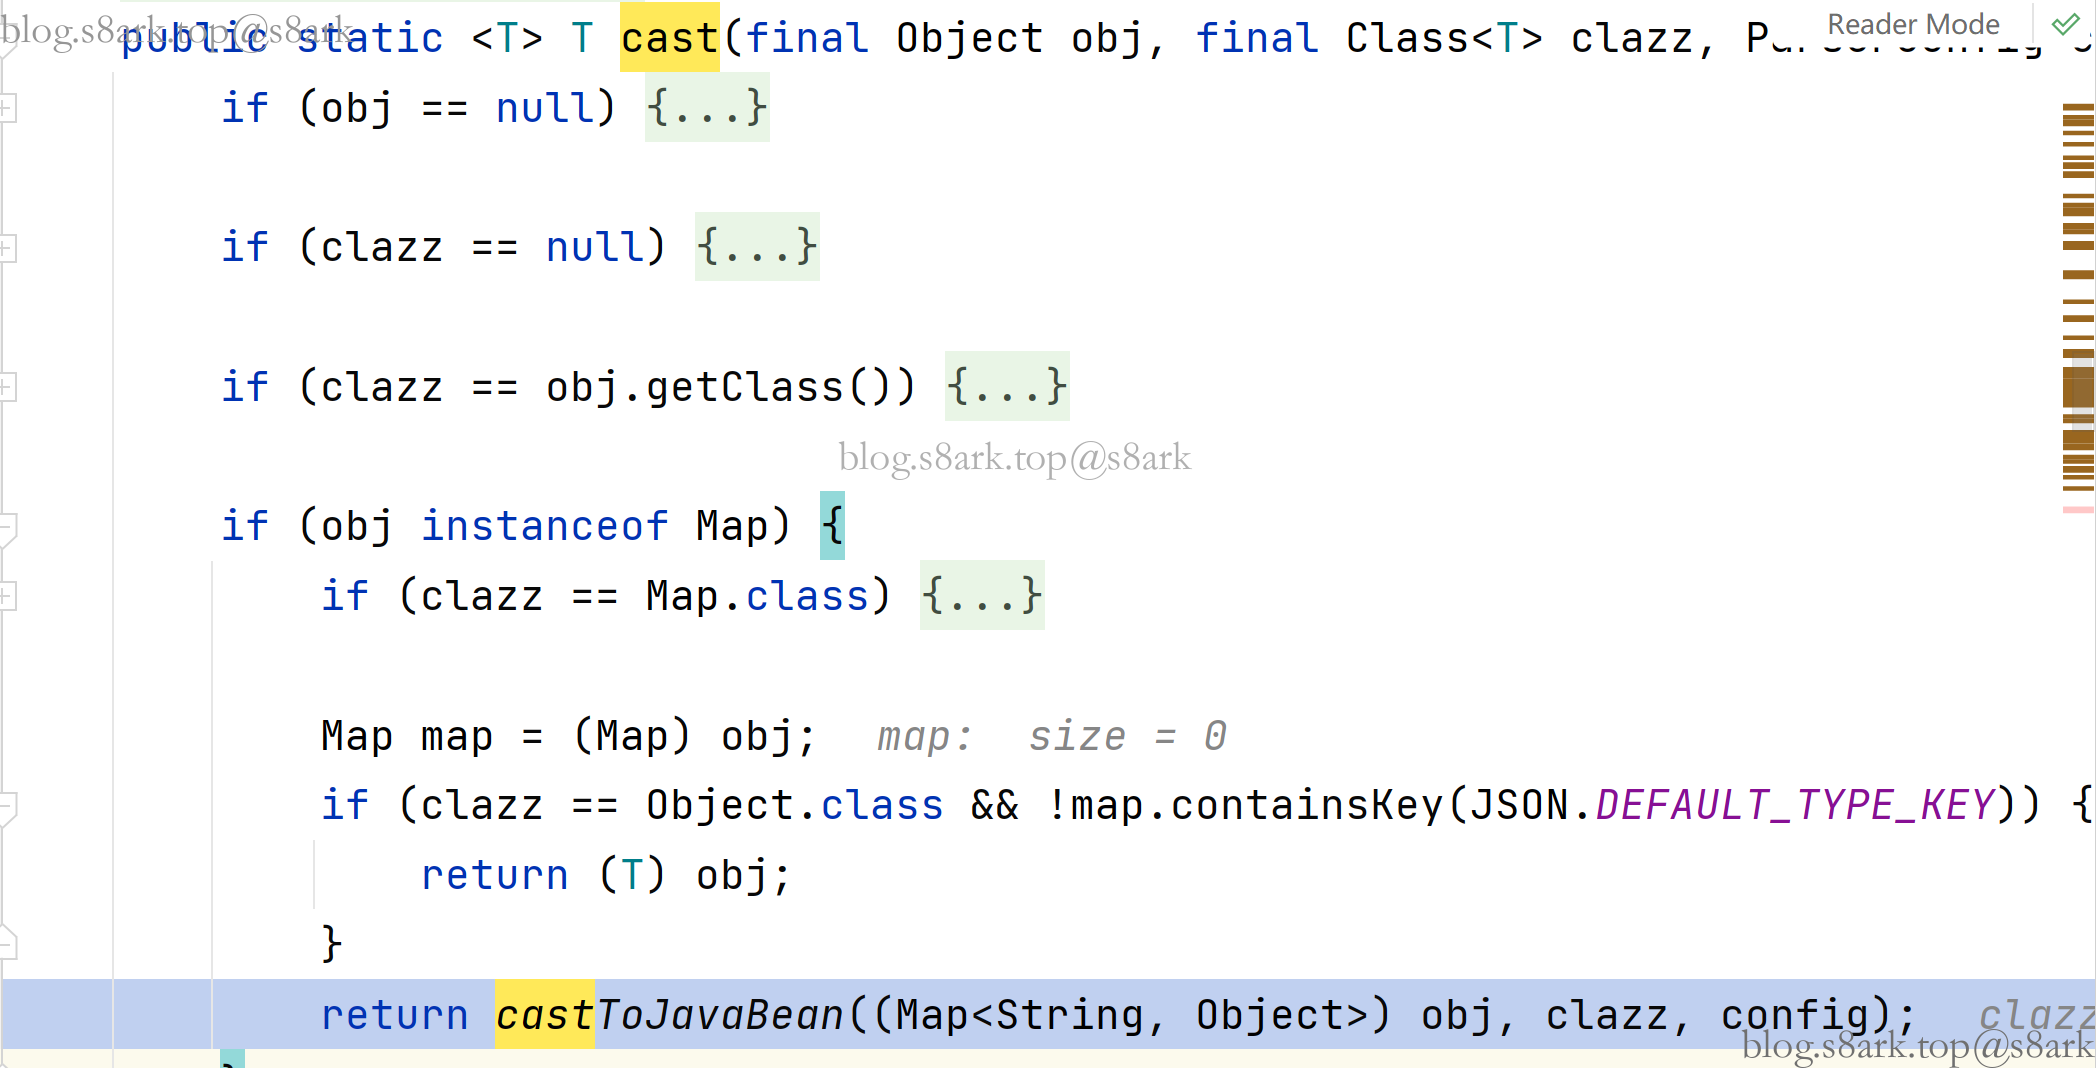 blog.s8ark.top@s8ark
Reader Mode
public static <T> T cast(final Object obj, final Class<T> clazz,
if (obj == null) {...}
if (clazz == null) {...}
if (clazz == obj.getClass()) {...}
blog.s8ark.top@s8ark
if (obj instanceof Map) {
if (clazz == Map.class) {...}
Map map = (Map) obj; map: size = 0
if (clazz == Object.class && !map.containsKey(JSON.DEFAULT_TYPE_KEY)) {
return (T) obj;
}
return castToJavaBean((Map<String, Object>) obj, clazz, config); clazz
blog.s8ark.top@s8ark